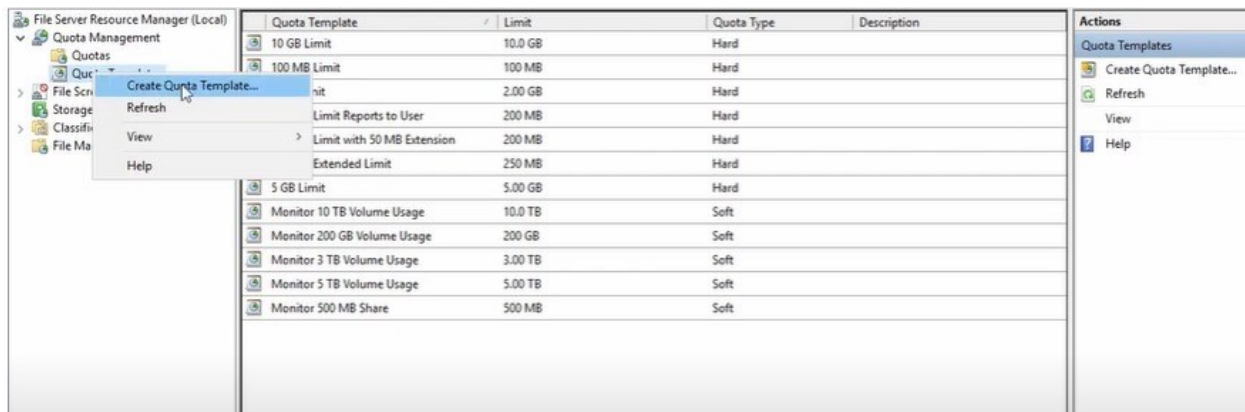 File Server Resource Manager (Local)
Quota Management
Quotas
File Scr
Storage
Classifi
File Ma
Create Quota Template...
Refresh
View
Help
Quota Template Limit Quota Type Description
10 GB Limit 10.0 GB Hard
100 MB Limit 100 MB Hard
2.00 GB Hard
Limit Reports to User 200 MB Hard
Limit with 50 MB Extension 200 MB Hard
Extended Limit 250 MB Hard
5 GB Limit 5.00 GB Hard
Monitor 10 TB Volume Usage 10.0 TB Soft
Monitor 200 GB Volume Usage 200 GB Soft
Monitor 3 TB Volume Usage 3.00 TB Soft
Monitor 5 TB Volume Usage 5.00 TB Soft
Monitor 500 MB Share 500 MB Soft
Actions
Quota Templates
Create Quota Template...
Refresh
View
Help